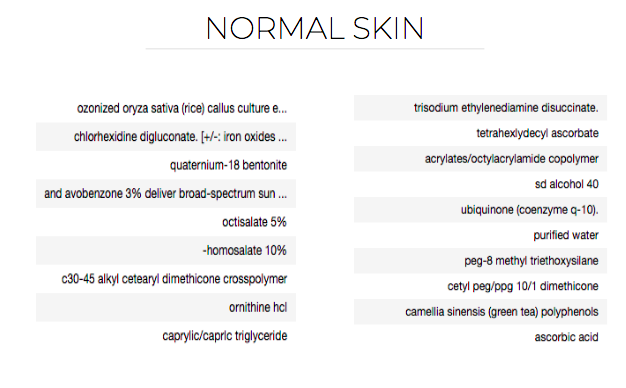 NORMAL SKIN
ozonized oryza sativa (rice) callus culture e...
chlorhexidine digluconate. [+/-: iron oxides ...
quaternium-18 bentonite
and avobenzone 3% deliver broad-spectrum sun ...
octisalate 5%
-homosalate 10%
c30-45 alkyl cetearyl dimethicone crosspolymer
ornithine hcl
caprylic/caprlc triglyceride
trisodium ethylenediamine disuccinate.
tetrahexlydecyl ascorbate
acrylates/octylacrylamide copolymer
sd alcohol 40
ubiquinone (coenzyme q-10).
purified water
peg-8 methyl triethoxysilane
cetyl peg/ppg 10/1 dimethicone
camellia sinensis (green tea) polyphenols
ascorbic acid